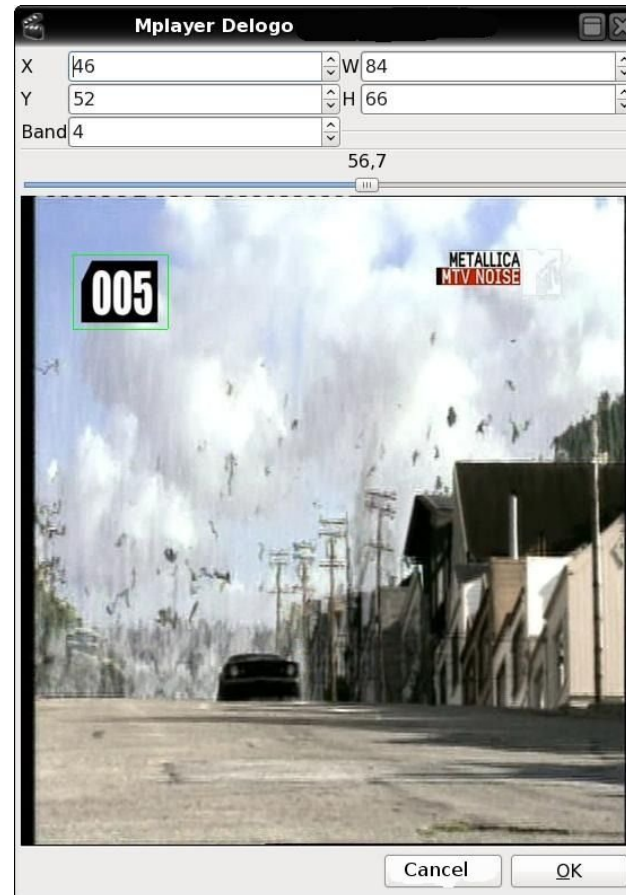 Mplayer Delogo
X 46 W 84
Y 52 H 66
Band 4
56,7
005
METALLICA
MTV NOISE
Cancel OK